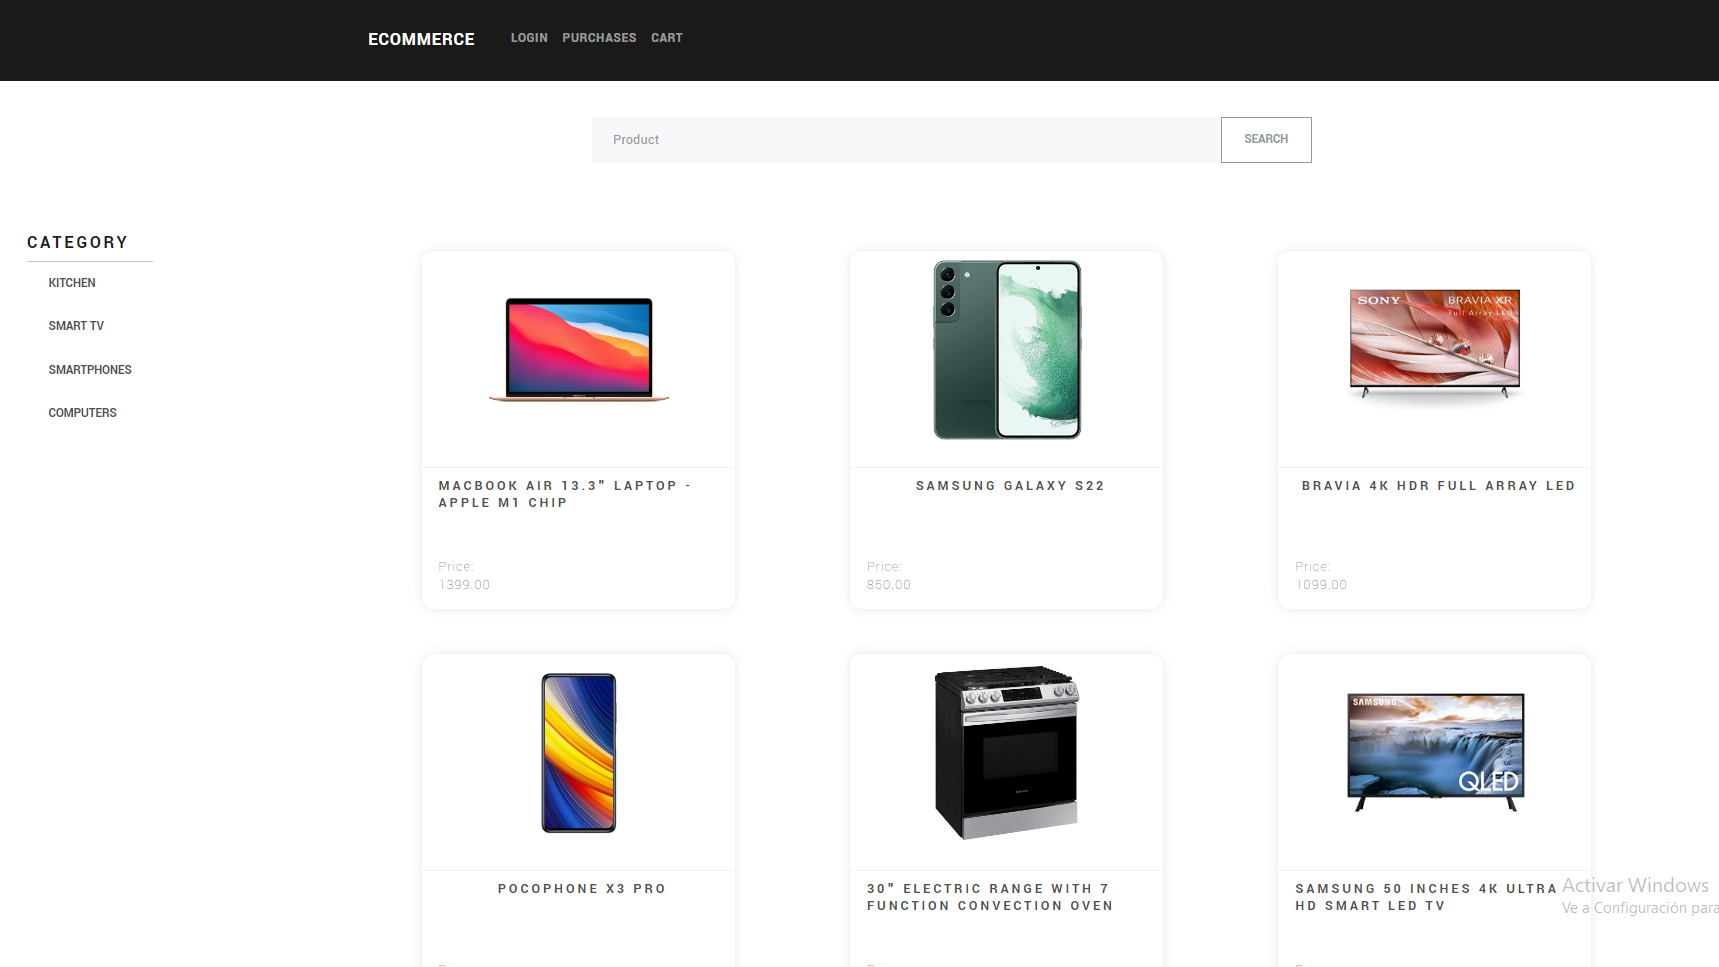 ECOMMERCE LOGIN PURCHASES CART
Product SEARCH
CATEGORY
KITCHEN
SMART TV
SMARTPHONES
COMPUTERS
SONY BRAVIA XR
Full Array LED
MACBOOK AIR 13.3" LAPTOP -
APPLE M1 CHIP
Price:
1399.00
SAMSUNG GALAXY S22
Price:
850.00
BRAVIA 4K HDR FULL ARRAY LED
Price:
1099.00
POCOPHONE X3 PRO
30" ELECTRIC RANGE WITH 7
FUNCTION CONVECTION OVEN
SAMSUNG
QLED
SAMSUNG 50 INCHES 4K ULTRA
HD SMART LED TV
Activar Windows
Ve a Configuración para